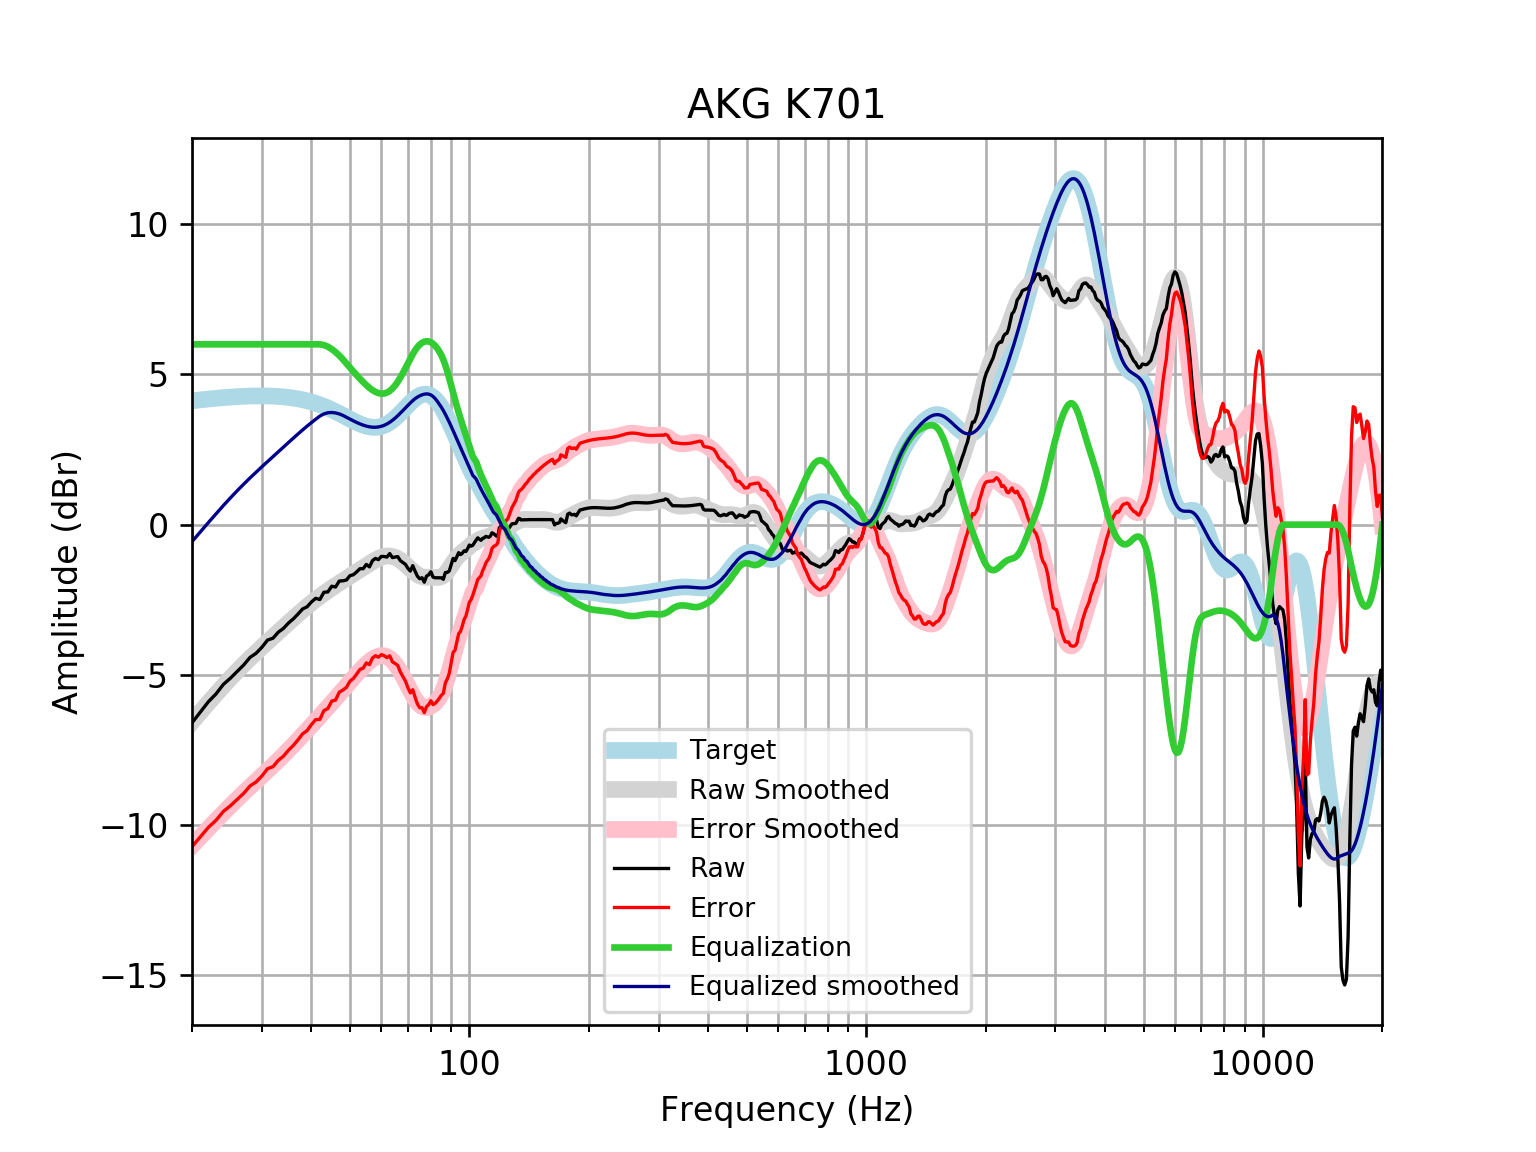 AKG K701
10
5
0
−5
−10
−15
Amplitude (dBr)
Target
Raw Smoothed
Error Smoothed
Raw
Error
Equalization
Equalized smoothed
100
1000
10000
Frequency (Hz)